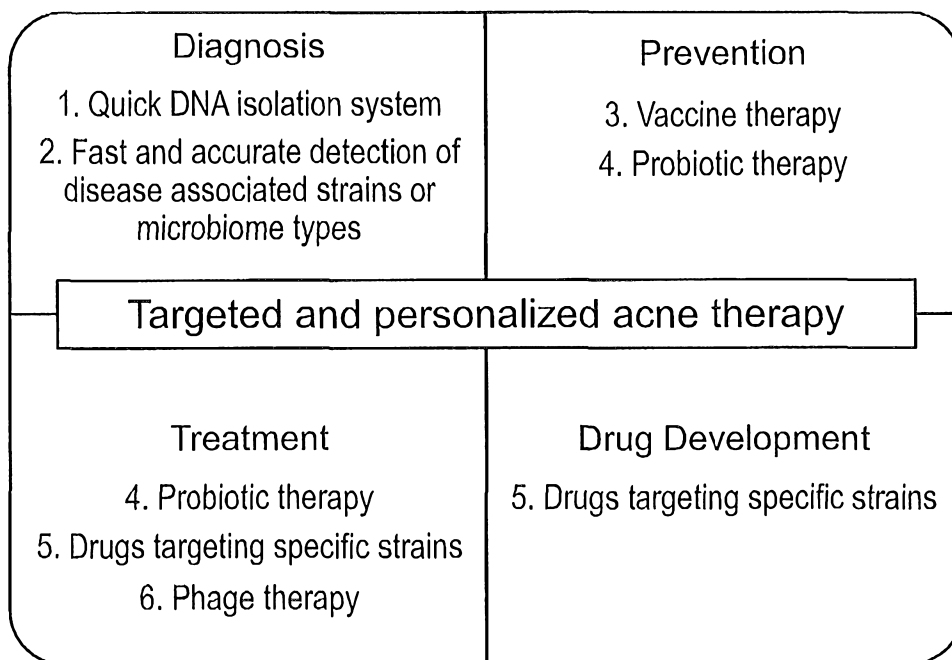 Diagnosis
1. Quick DNA isolation system
2. Fast and accurate detection of
disease associated strains or
microbiome types
Prevention
3. Vaccine therapy
4. Probiotic therapy
Targeted and personalized acne therapy
Treatment
4. Probiotic therapy
5. Drugs targeting specific strains
6. Phage therapy
Drug Development
5. Drugs targeting specific strains